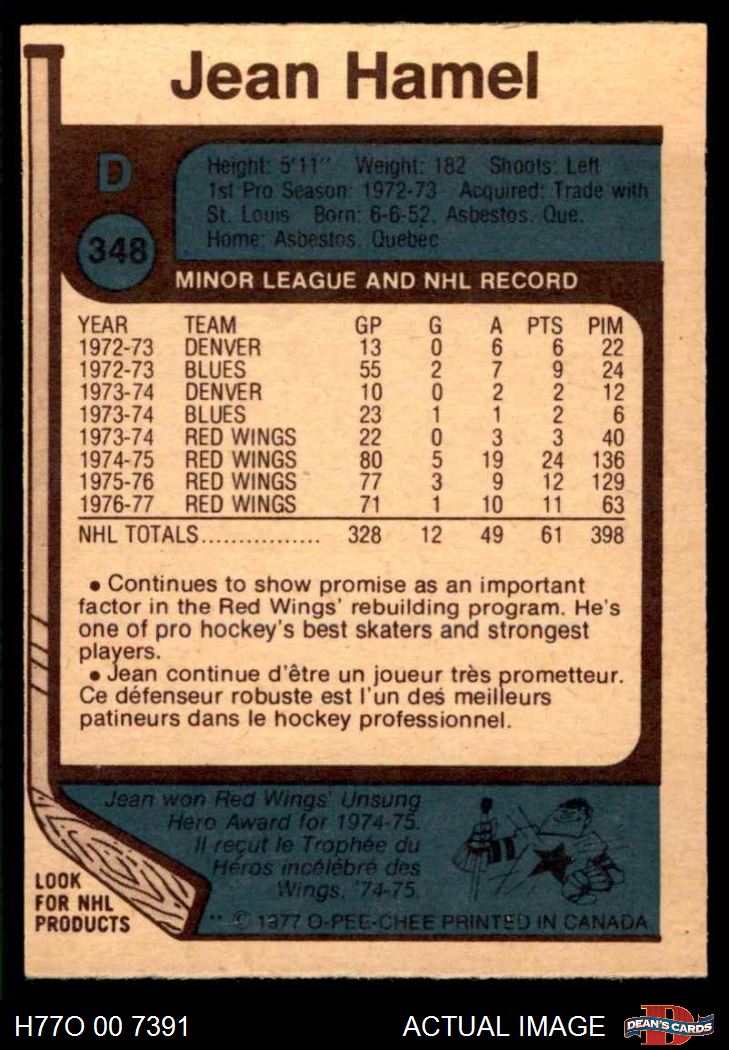 Jean Hamel
D
348
Height: 5'11" Weight: 182 Shoots: Left
1st Pro Season: 1972-73 Acquired: Trade with
St. Louis Born: 6-6-52, Asbestos, Que.
Home: Asbestos, Quebec
MINOR LEAGUE AND NHL RECORD
YEAR TEAM GP G A PTS PIM
1972-73 DENVER 13 0 6 6 22
1972-73 BLUES 55 2 7 9 24
1973-74 DENVER 10 0 2 2 12
1973-74 BLUES 23 1 1 2 6
1973-74 RED WINGS 22 0 3 3 40
1974-75 RED WINGS 80 5 19 24 136
1975-76 RED WINGS 77 3 9 12 129
1976-77 RED WINGS 71 1 10 11 63
NHL TOTALS................ 328 12 49 61 398
● Continues to show promise as an important
factor in the Red Wings' rebuilding program. He's
one of pro hockey's best skaters and strongest
players.
● Jean continue d'être un joueur très prometteur.
Ce défenseur robuste est l'un des meilleurs
patineurs dans le hockey professionnel.
Jean won Red Wings' Unsung
Hero Award for 1974-75.
Il reçut le Trophée du
Héros incélébré des
Wings, '74-75.
LOOK
FOR NHL
PRODUCTS
** © 1977 O-PEE-CHEE PRINTED IN CANADA
H77O 00 7391
ACTUAL IMAGE
D
DEAN'S CARDS